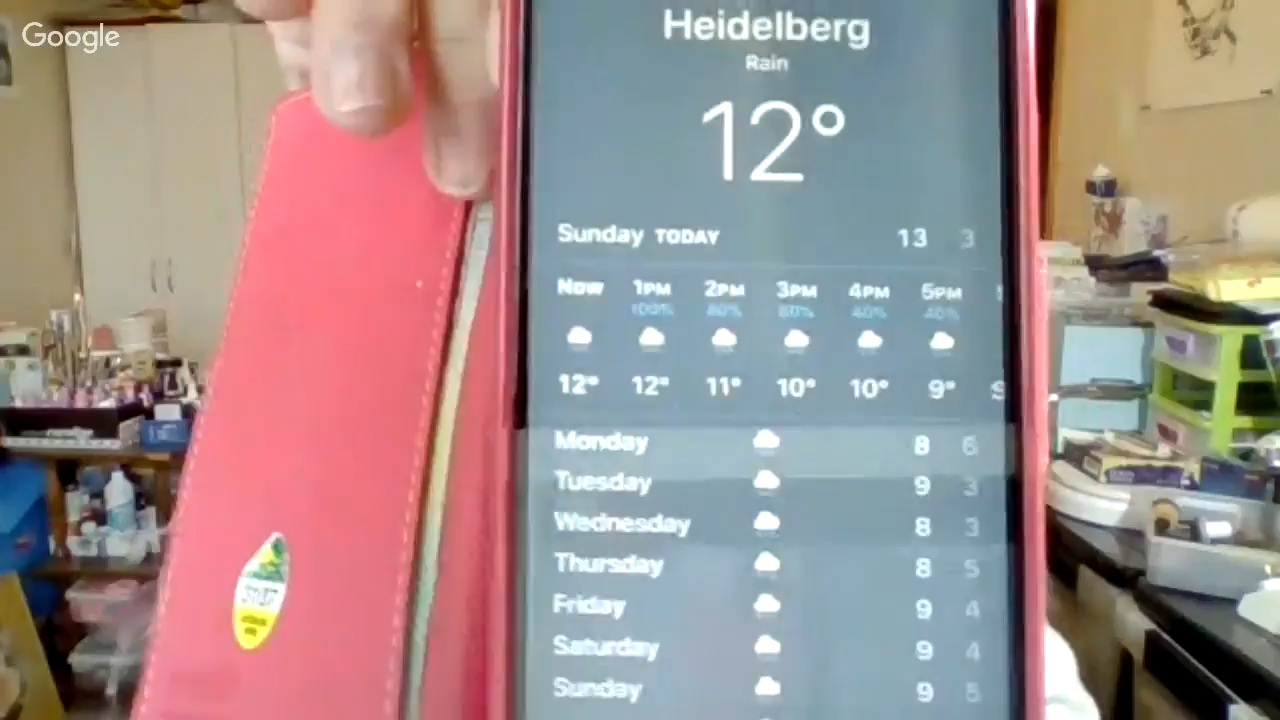 Google
Heidelberg
Rain
12°
Sunday TODAY 13 3
Now 1PM 2PM 3PM 4PM 5PM
100% 80% 80% 40% 40%
12° 12° 11° 10° 10° 9°
Monday 8 6
Tuesday 9 3
Wednesday 8 3
Thursday 8 5
Friday 9 4
Saturday 9 4
Sunday 9 5